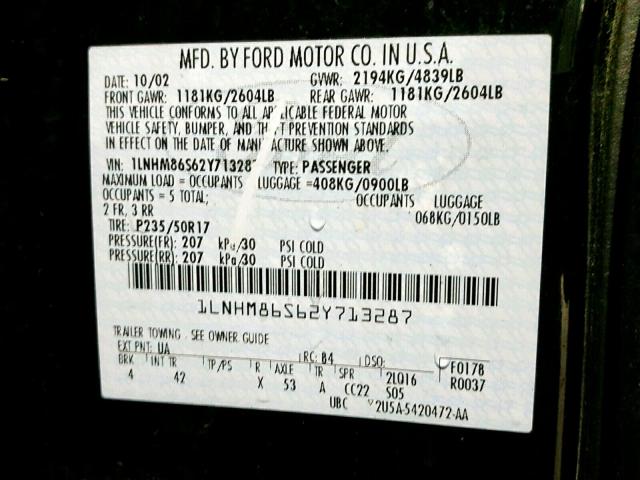 MFD. BY FORD MOTOR CO. IN U.S.A.
DATE: 10/02 GVWR: 2194KG/4839LB
FRONT GAWR: 1181KG/2604LB REAR GAWR: 1181KG/2604LB
THIS VEHICLE CONFORMS TO ALL APPLICABLE FEDERAL MOTOR
VEHICLE SAFETY, BUMPER, AND THEFT PREVENTION STANDARDS
IN EFFECT ON THE DATE OF MANUFACTURE SHOWN ABOVE.
VIN: 1LNHM86S62Y713287 TYPE: PASSENGER
MAXIMUM LOAD = OCCUPANTS LUGGAGE =408KG/0900LB
OCCUPANTS = 5 TOTAL; LUGGAGE
2 FR, 3 RR 068KG/0150LB
TIRE: P235/50R17
PRESSURE(FR): 207 kPa/30 PSI COLD
PRESSURE(RR): 207 kPa/30 PSI COLD
1LNHM86S62Y713287
TRAILER TOWING - SEE OWNER GUIDE
EXT PNT: UA RC: B4 DSO: F0178
BRK INT TR TP/PS R AXLE TR SPR R0037
4 42 X 53 A CC22 2L016
S05
UBC 2U5A-5420472-AA